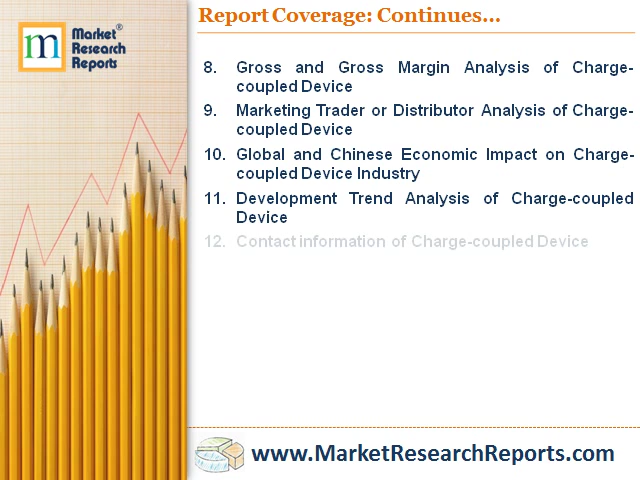 Report Coverage: Continues...
m
Market®
Research
Reports
8. Gross and Gross Margin Analysis of Charge-
coupled Device
9. Marketing Trader or Distributor Analysis of Charge-
coupled Device
10. Global and Chinese Economic Impact on Charge-
coupled Device Industry
11. Development Trend Analysis of Charge-coupled
Device
12. Contact information of Charge-coupled Device
www.MarketResearchReports.com